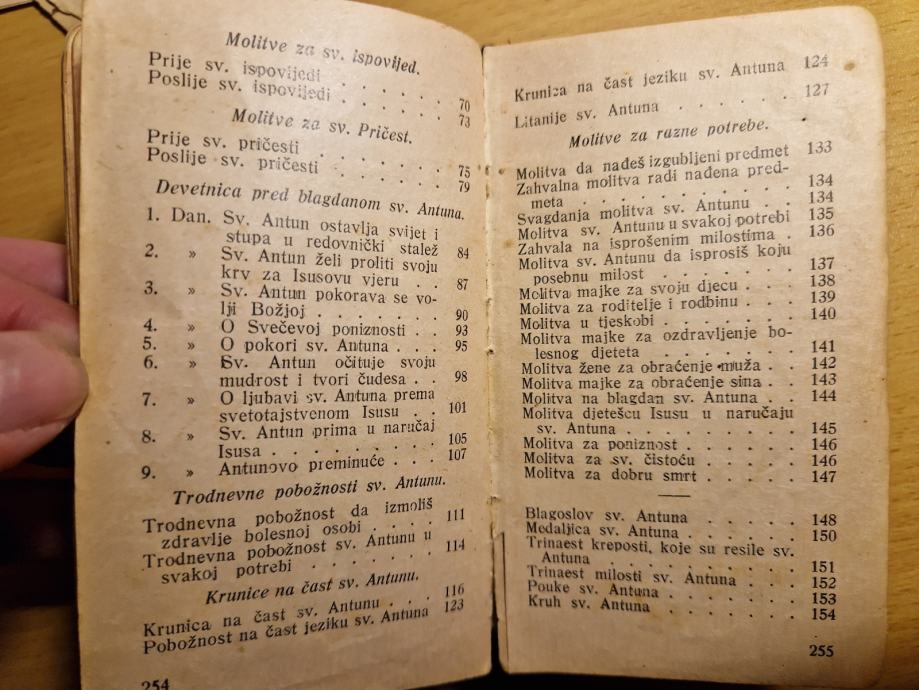 Molitve za sv. ispovijed.
Prije sv. ispovijedi . . . . . . 70
Poslije sv. ispovijedi . . . . . 73
Molitve za sv. Pričest.
Prije sv. pričesti . . . . . . 75
Poslije sv. pričesti . . . . . 79
Devetnica pred blagdanom sv. Antuna.
1. Dan. Sv. Antun ostavlja svijet i
stupa u redovnički stalež 84
2. » Sv. Antun želi proliti svoju
krv za Isusovu vjeru . . 87
3. » Sv. Antun pokorava se vo-
lji Božjoj . . . . . . 90
4. » O Svečevoj poniznosti . . 93
5. » O pokori sv. Antuna . . . 95
6. » Sv. Antun očituje svoju
mudrost i tvori čudesa . . 98
7. » O ljubavi sv. Antuna prema
svetotajstvenom Isusu . . 101
8. » Sv. Antun prima u naručaj
Isusa . . . . . . . 105
9. » Antunovo preminuće . . . 107
Trodnevne pobožnosti sv. Antunu.
Trodnevna pobožnost da izmoliš
zdravlje bolesnoj osobi . . . . 111
Trodnevna pobožnost sv. Antunu u
svakoj potrebi . . . . . . 114
Krunice na čast sv. Antunu.
Krunica na čast sv. Antunu . . . 116
Pobožnost na čast jeziku sv. Antuna 123
254
Krunica na čast jeziku sv. Antuna 124
Litanije sv. Antuna . . . . . . 127
Molitve za razne potrebe.
Molitva da nađeš izgubljeni predmet 133
Zahvalna molitva radi nađena pred-
meta . . . . . . . . . 134
Svagdanja molitva sv. Antunu . . 134
Molitva sv. Antunu u svakoj potrebi 135
Zahvala na isprošenim milostima . 136
Molitva sv. Antunu da isprosiš koju
posebnu milost . . . . . . 137
Molitva majke za svoju djecu . . . 138
Molitva za roditelje i rodbinu . . . 139
Molitva u tjeskobi . . . . . . 140
Molitva majke za ozdravljenje bo-
lesnog djeteta . . . . . . . 141
Molitva žene za obraćenje muža . . 142
Molitva majke za obraćenje sina . . 143
Molitva na blagdan sv. Antuna . . 144
Molitva djetešcu Isusu u naručaju
sv. Antuna . . . . . . . 145
Molitva za poniznost . . . . . 146
Molitva za sv. čistoću . . . . . 146
Molitva za dobru smrt . . . . . 147
Blagoslov sv. Antuna . . . . . 148
Medaljica sv. Antuna . . . . . 150
Trinaest kreposti, koje su resile sv.
Antuna . . . . . . . . 151
Trinaest milosti sv. Antuna . . . 152
Pouke sv. Antuna . . . . . . 153
Kruh sv. Antuna . . . 154
255